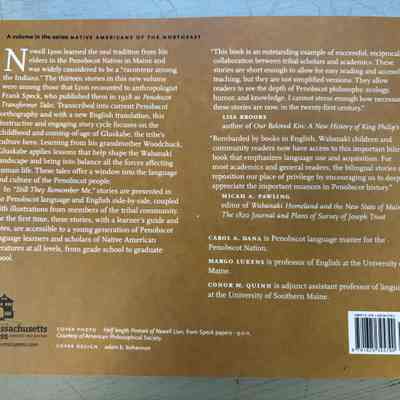 A volume in the series NATIVE AMERICANS OF THE NORTHEAST
Newell Lyon learned the oral tradition from his
elders in the Penobscot Nation in Maine and
was widely considered to be a "raconteur among
the Indians." The thirteen stories in this new volume
were among those that Lyon recounted to anthropologist
Frank Speck, who published them in 1918 as Penobscot
Transformer Tales. Transcribed into current Penobscot
orthography and with a new English translation, this
instructive and engaging story cycle focuses on the
childhood and coming-of-age of Gluskabe, the tribe's
culture hero. Learning from his grandmother Woodchuck,
Gluskabe applies lessons that help shape the Wabanaki
landscape and bring into balance all the forces affecting
human life. These tales offer a window into the language
and culture of the Penobscot people.
In "Still They Remember Me," stories are presented in
the Penobscot language and English side-by-side, coupled
with illustrations from members of the tribal community.
For the first time, these stories, with a learner's guide and
notes, are accessible to a young generation of Penobscot
language learners and scholars of Native American
literatures at all levels, from grade school to graduate
school.
"This book is an outstanding example of successful, reciprocal
collaboration between tribal scholars and academics. These
stories are short enough to allow for easy reading and accessible
teaching, but they are not simplified versions. They allow
readers to see the depth of Penobscot philosophy, ecology,
humor, and knowledge. I cannot stress enough how necessary
these stories are now, in the twenty-first century."
LISA BROOKS
author of Our Beloved Kin: A New History of King Philip's
"Bombarded by books in English, Wabanaki children and
community readers now have access to this important bilin
book that emphasizes language use and acquisition. For
most academics and general readers, the bilingual stories
reposition our place of privilege by encouraging us to deep
appreciate the important nuances in Penobscot history."
MICAH A. PAWLING
editor of Wabanaki Homeland and the New State of Maine
The 1820 Journal and Plans of Survey of Joseph Treat
CAROL A. DANA is Penobscot language master for the
Penobscot Nation.
MARGO LUKENS is professor of English at the University of
Maine.
CONOR M. QUINN is adjunct assistant professor of linguis
at the University of Southern Maine.
COVER PHOTO Half length Portrait of Newell Lion, from Speck papers
Courtesy of American Philosophical Society.
COVER DESIGN adam b. bohannon
ssachusetts